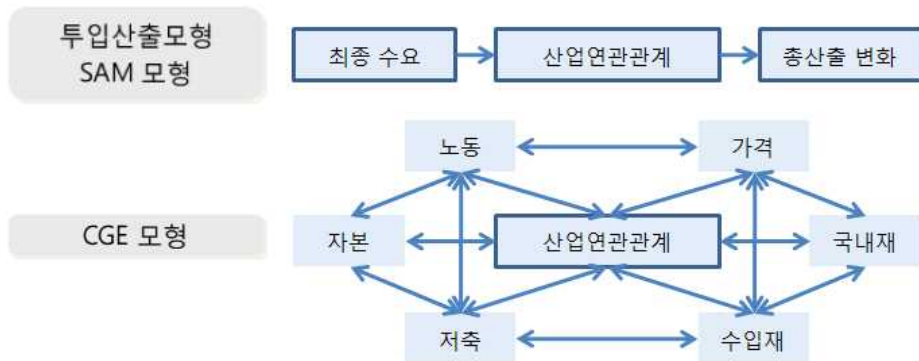 투입산출모형
SAM 모형
최종 수요
산업연관관계
총산출 변화
노동
가격
CGE 모형
자본
산업연관관계
국내재
저축
수입재